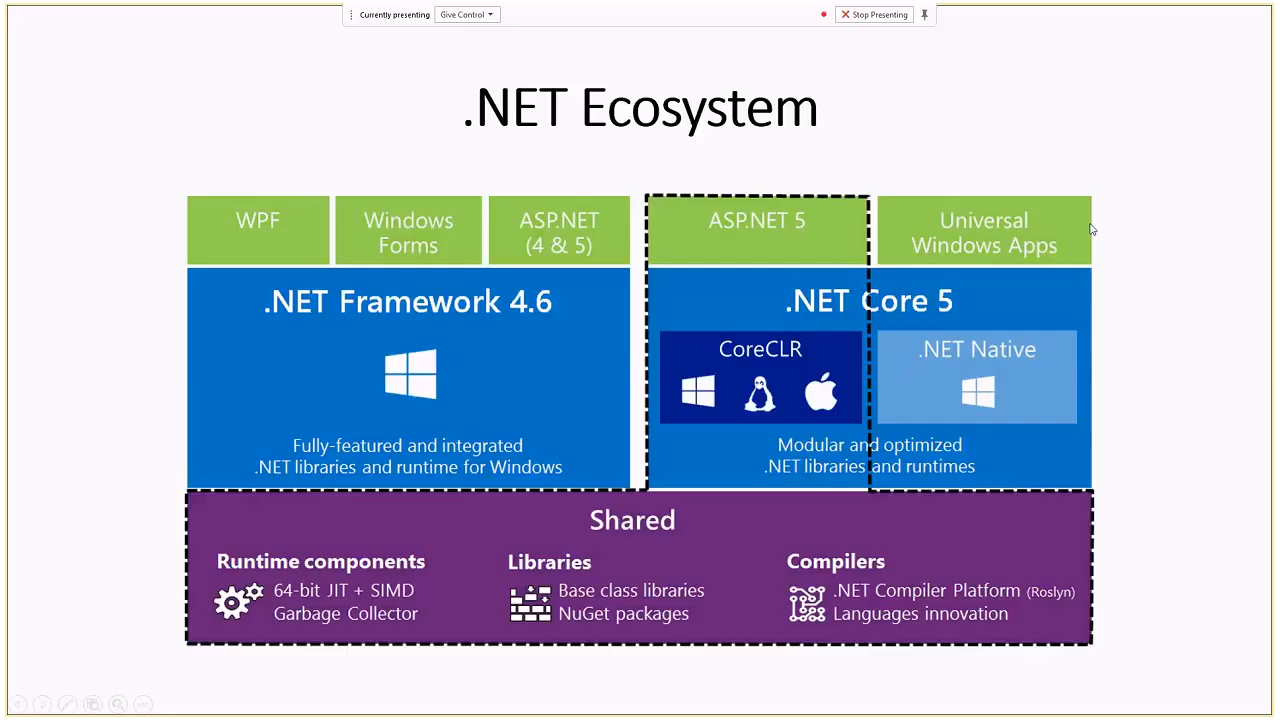 Currently presenting
Give Control
Stop Presenting
.NET Ecosystem
WPF
Windows
Forms
ASP.NET
(4 & 5)
ASP.NET 5
Universal
Windows Apps
.NET Framework 4.6
Fully-featured and integrated
.NET libraries and runtime for Windows
.NET Core 5
CoreCLR
.NET Native
Modular and optimized
.NET libraries and runtimes
Shared
Runtime components
64-bit JIT + SIMD
Garbage Collector
Libraries
Base class libraries
NuGet packages
Compilers
.NET Compiler Platform (Roslyn)
Languages innovation